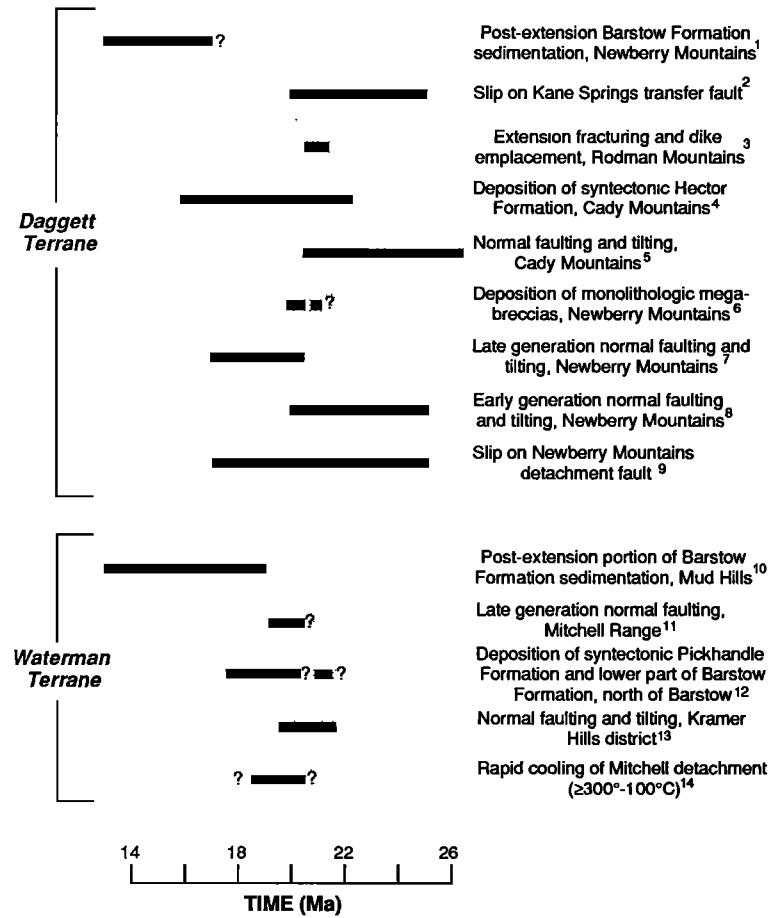 Post-extension Barstow Formation
? sedimentation, Newberry Mountains1
Slip on Kane Springs transfer fault2
Extension fracturing and dike
emplacement, Rodman Mountains3
Deposition of syntectonic Hector
Formation, Cady Mountains4
Daggett
Terrane
Normal faulting and tilting,
Cady Mountains5
? Deposition of monolithologic mega-
breccias, Newberry Mountains6
Late generation normal faulting and
tilting, Newberry Mountains7
Early generation normal faulting
and tilting, Newberry Mountains8
Slip on Newberry Mountains
detachment fault 9
Post-extension portion of Barstow
Formation sedimentation, Mud Hills10
? Late generation normal faulting,
Mitchell Range11
Waterman
Terrane
Deposition of syntectonic Pickhandle
? ? Formation and lower part of Barstow
Formation, north of Barstow12
Normal faulting and tilting, Kramer
Hills district13
? ? Rapid cooling of Mitchell detachment
(≥300°-100°C)14
14 18 22 26
TIME (Ma)